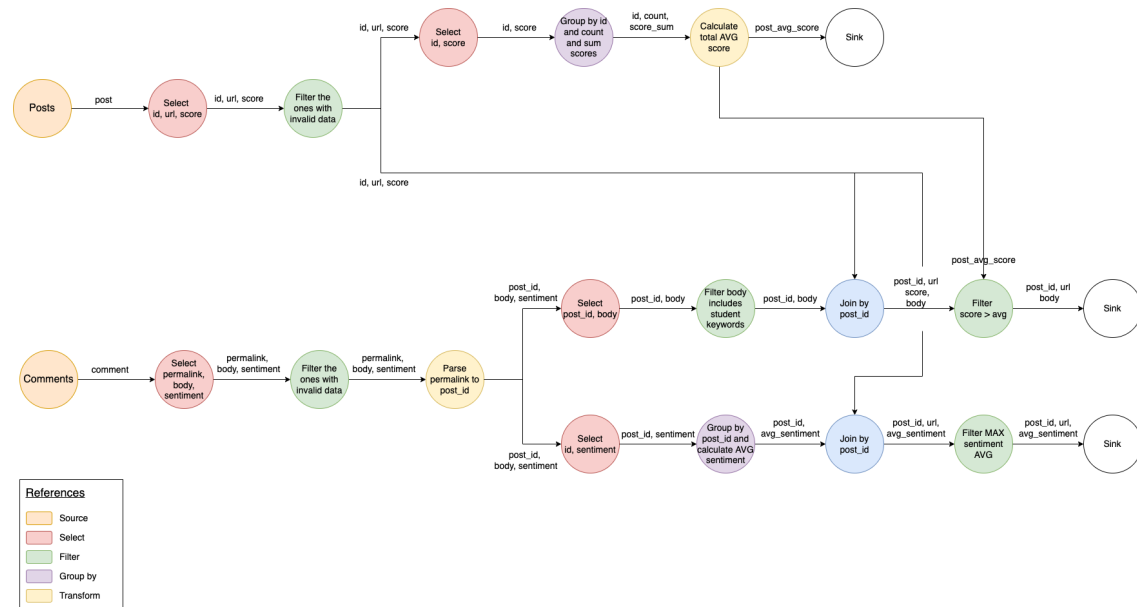 id, url, score
Select
id, score
id, score
Group by id
and count
and sum
scores
id, count,
score_sum
Calculate
total AVG
score
post_avg_score
Sink
Posts
post
Select
id, url, score
id, url, score
Filter the
ones with
invalid data
id, url, score
post_avg_score
post_id,
body, sentiment
Select
post_id, body
post_id, body
Filter body
includes
student
keywords
post_id, body
Join by
post_id
post_id, url
score,
body
Filter
score > avg
post_id, url
body
Sink
Comments
comment
Select
permalink,
body,
sentiment
permalink,
body, sentiment
Filter the
ones with
invalid data
permalink,
body, sentiment
Parse
permalink to
post_id
post_id,
body, sentiment
Select
id, sentiment
post_id, sentiment
Group by
post_id and
calculate AVG
sentiment
post_id,
avg_sentiment
Join by
post_id
post_id, url,
avg_sentiment
Filter MAX
sentiment
AVG
post_id, url,
avg_sentiment
Sink
References
Source
Select
Filter
Group by
Transform